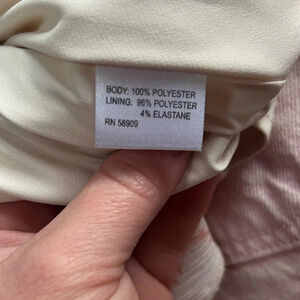 BODY: 100% POLYESTER
LINING: 96% POLYESTER
4% ELASTANE
RN 58909